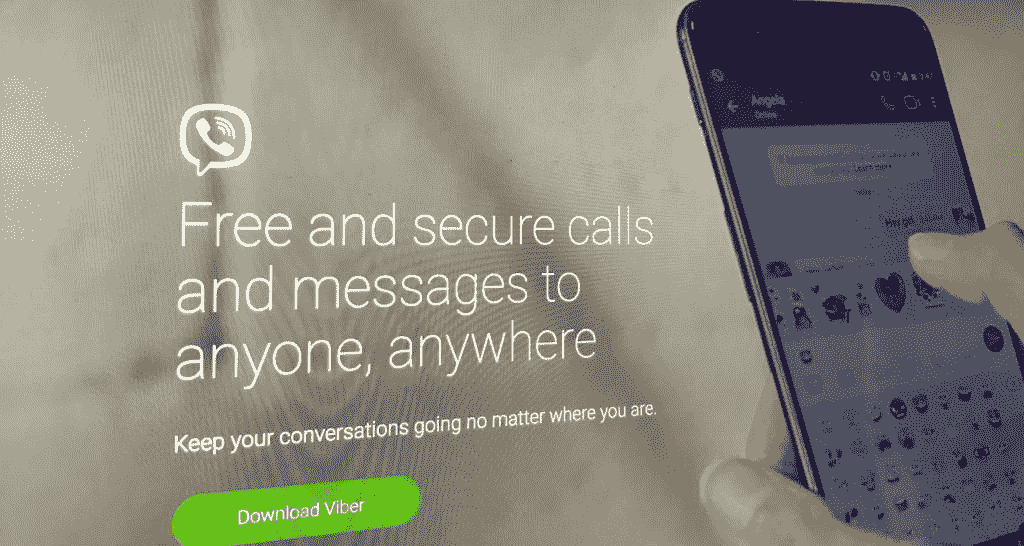 Free and secure calls
and messages to
anyone, anywhere
Keep your conversations going no matter where you are.
Download Viber
Angela